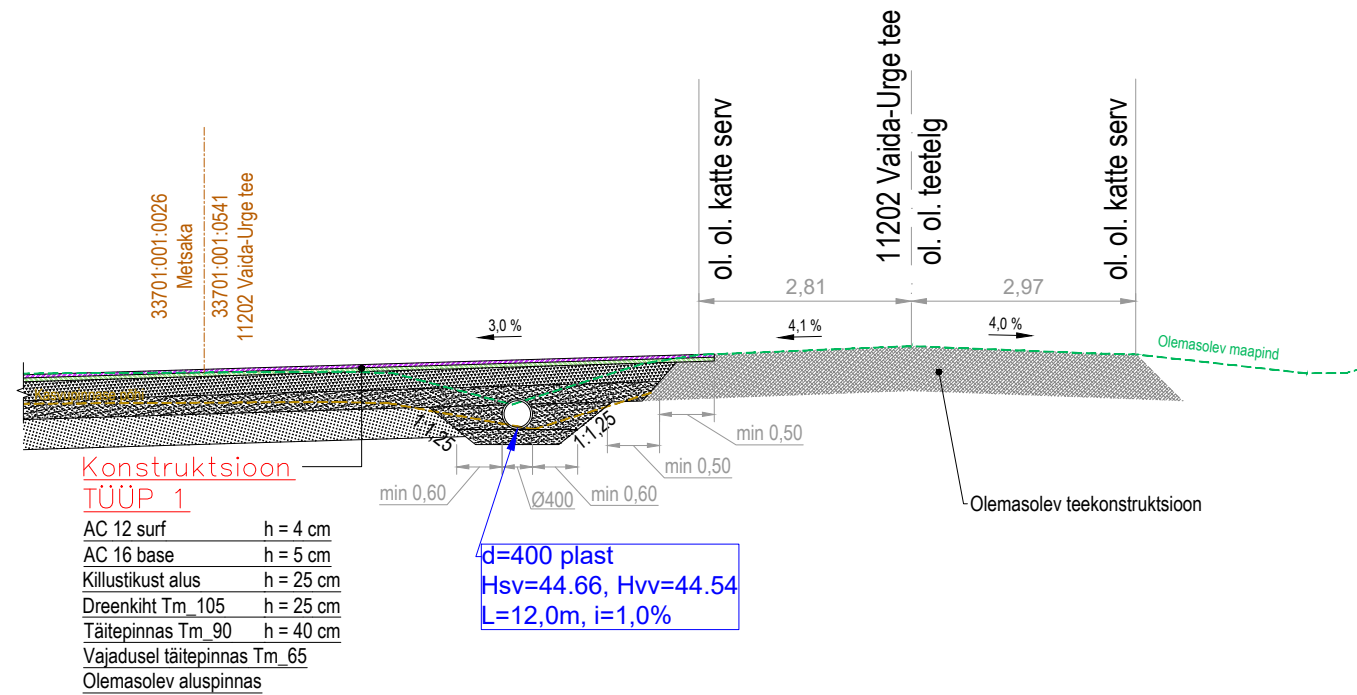 33701:001:0026
Metsaka
33701:001:0541
11202 Vaida-Urge tee
ol. ol. katte serv
11202 Vaida-Urge tee
ol. ol. teetelg
ol. ol. katte serv
2,81
2,97
3,0 %
4,1 %
4,0 %
Olemasolev maapind
1:1,25
1:1,25
min 0,50
min 0,50
min 0,60
Ø400
min 0,60
Olemasolev teekonstruktsioon
Konstruktsioon
TÜÜP 1
AC 12 surf h = 4 cm
AC 16 base h = 5 cm
Killustikust alus h = 25 cm
Dreenkiht Tm_105 h = 25 cm
Täitepinnas Tm_90 h = 40 cm
Vajadusel täitepinnas Tm_65
Olemasolev aluspinnas
d=400 plast
Hsv=44.66, Hvv=44.54
L=12,0m, i=1,0%